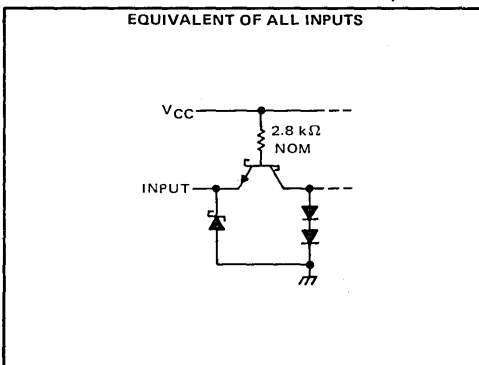 EQUIVALENT OF ALL INPUTS
VCC
2.8 kΩ
NOM
INPUT